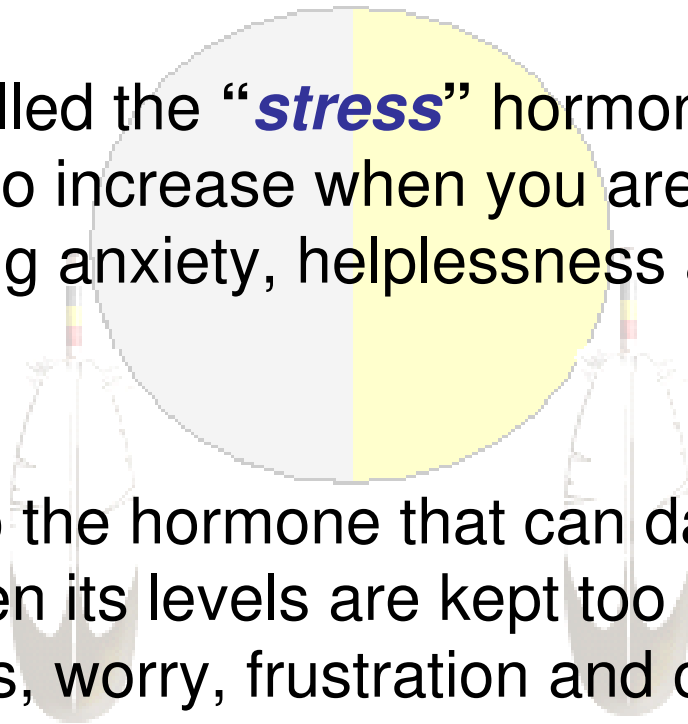 lled the “stress” hormon
o increase when you are
g anxiety, helplessness
the hormone that can da
en its levels are kept too
s, worry, frustration and